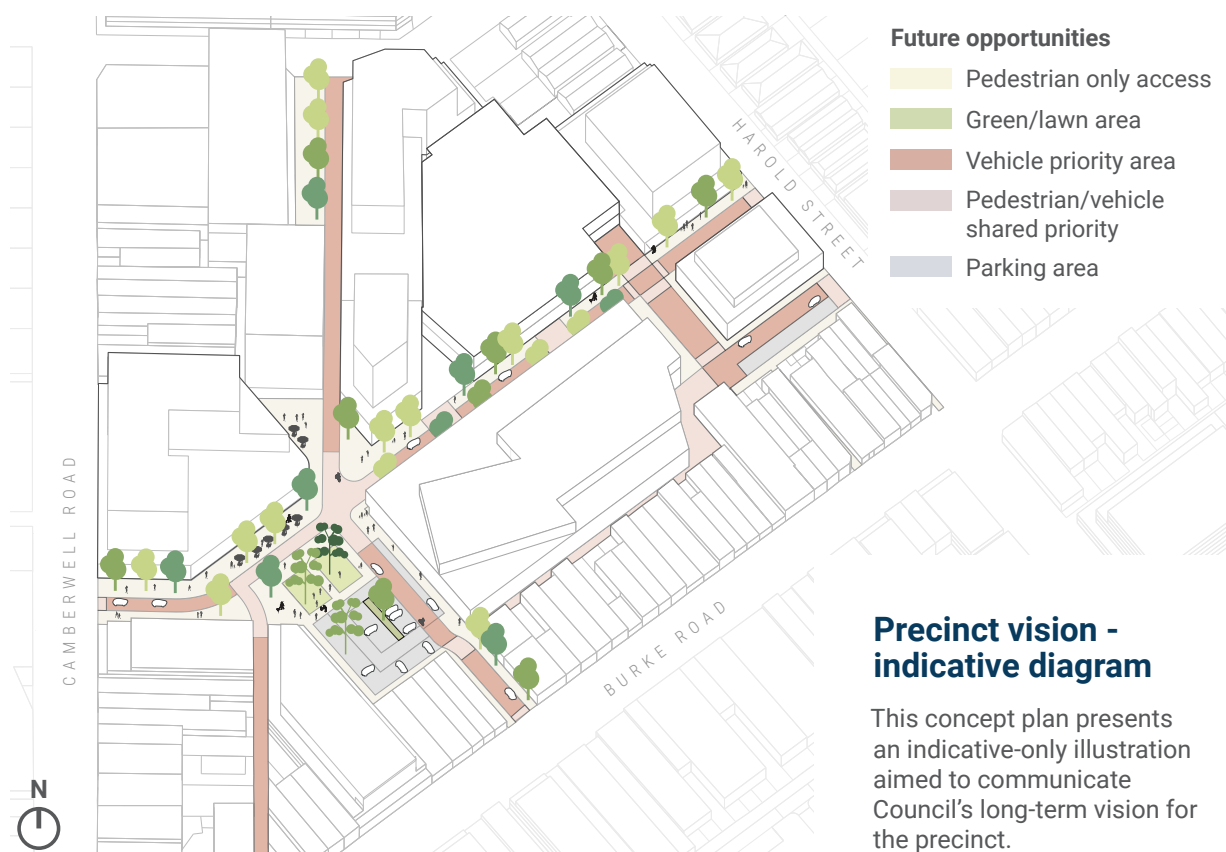 Future opportunities
Pedestrian only access
Green/lawn area
Vehicle priority area
Pedestrian/vehicle
shared priority
Parking area
HAROLD STREET
CAMBERWELL ROAD
BURKE ROAD
N
Precinct vision -
indicative diagram
This concept plan presents
an indicative-only illustration
aimed to communicate
Council's long-term vision for
the precinct.